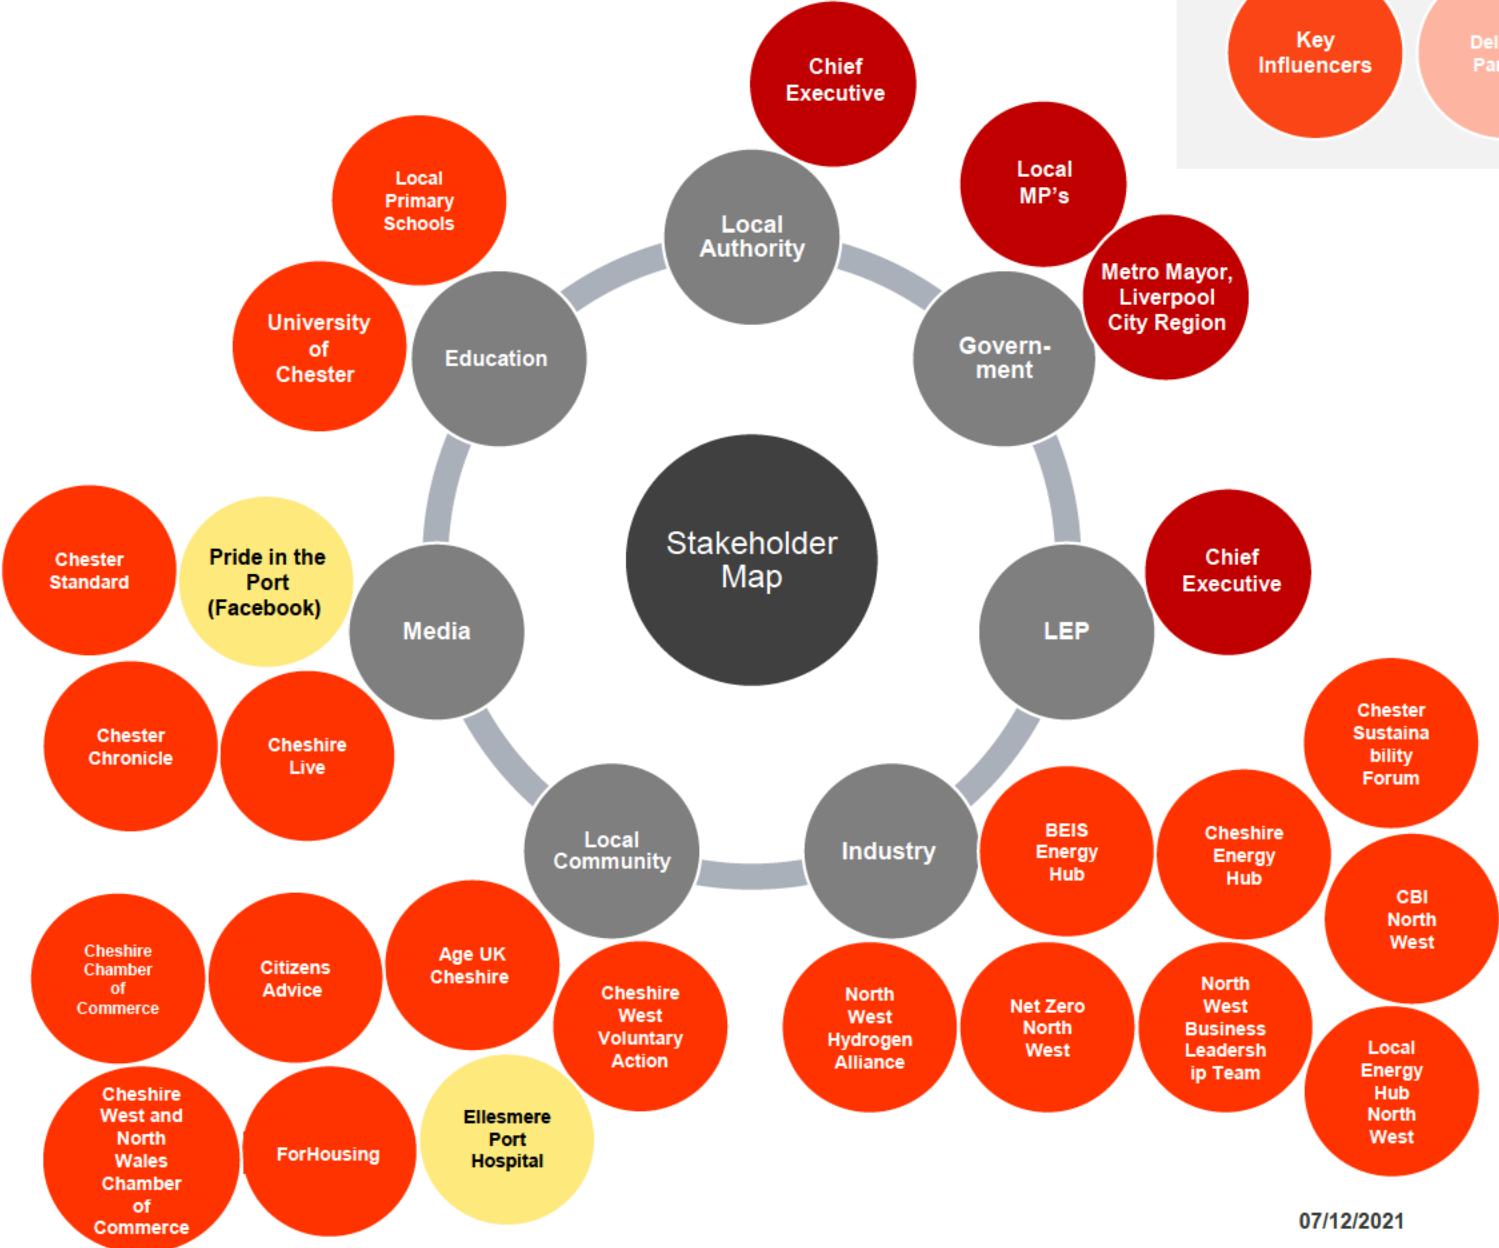 Chief
Executive
Key
Influencers
Local
MP’s
Local
Primary
Schools
Local
Authority
Metro Mayor,
Liverpool
City Region
University
of
Chester
Education
Govern-
ment
Stakeholder
Map
Chester
Standard
Pride in the
Port
(Facebook)
Media
LEP
Chief
Executive
Chester
Chronicle
Cheshire
Live
Chester
Sustaina
bility
Forum
Local
Community
Industry
BEIS
Energy
Hub
Cheshire
Energy
Hub
CBI
North
West
Cheshire
Chamber
of
Commerce
Citizens
Advice
Age UK
Cheshire
Cheshire
West
Voluntary
Action
North
West
Hydrogen
Alliance
Net Zero
North
West
North
West
Business
Leadersh
ip Team
Local
Energy
Hub
North
West
Cheshire
West and
North
Wales
Chamber
of
Commerce
ForHousing
Ellesmere
Port
Hospital
07/12/2021